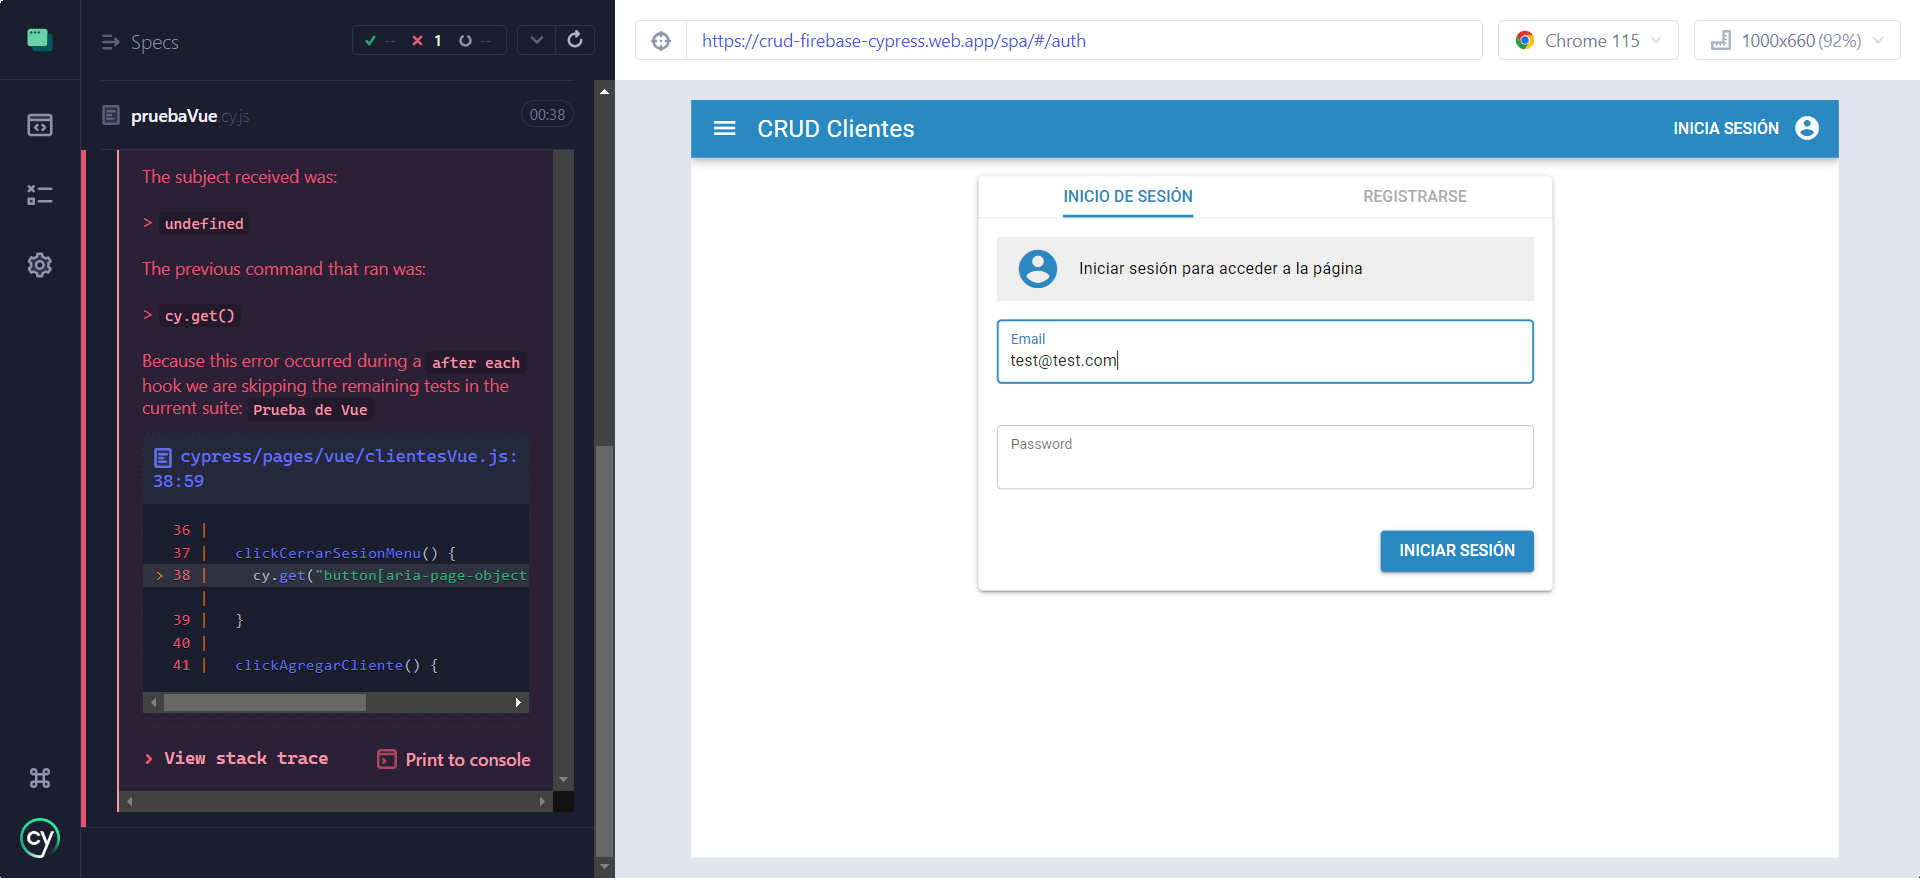 Specs
-- 1 --
pruebaVue.cy.js
00:38
The subject received was:
> undefined
The previous command that ran was:
> cy.get()
Because this error occurred during a after each
hook we are skipping the remaining tests in the
current suite: Prueba de Vue
cypress/pages/vue/clientesVue.js:
38:59
36 |
37 | clickCerrarSesionMenu() {
> 38 | cy.get("button[aria-page-object
|
39 | }
40 |
41 | clickAgregarCliente() {
View stack trace
Print to console
cy
https://crud-firebase-cypress.web.app/spa/#/auth
Chrome 115
1000x660 (92%)
CRUD Clientes
INICIA SESIÓN
INICIO DE SESIÓN
REGISTRARSE
Iniciar sesión para acceder a la página
Email
test@test.com
Password
INICIAR SESIÓN